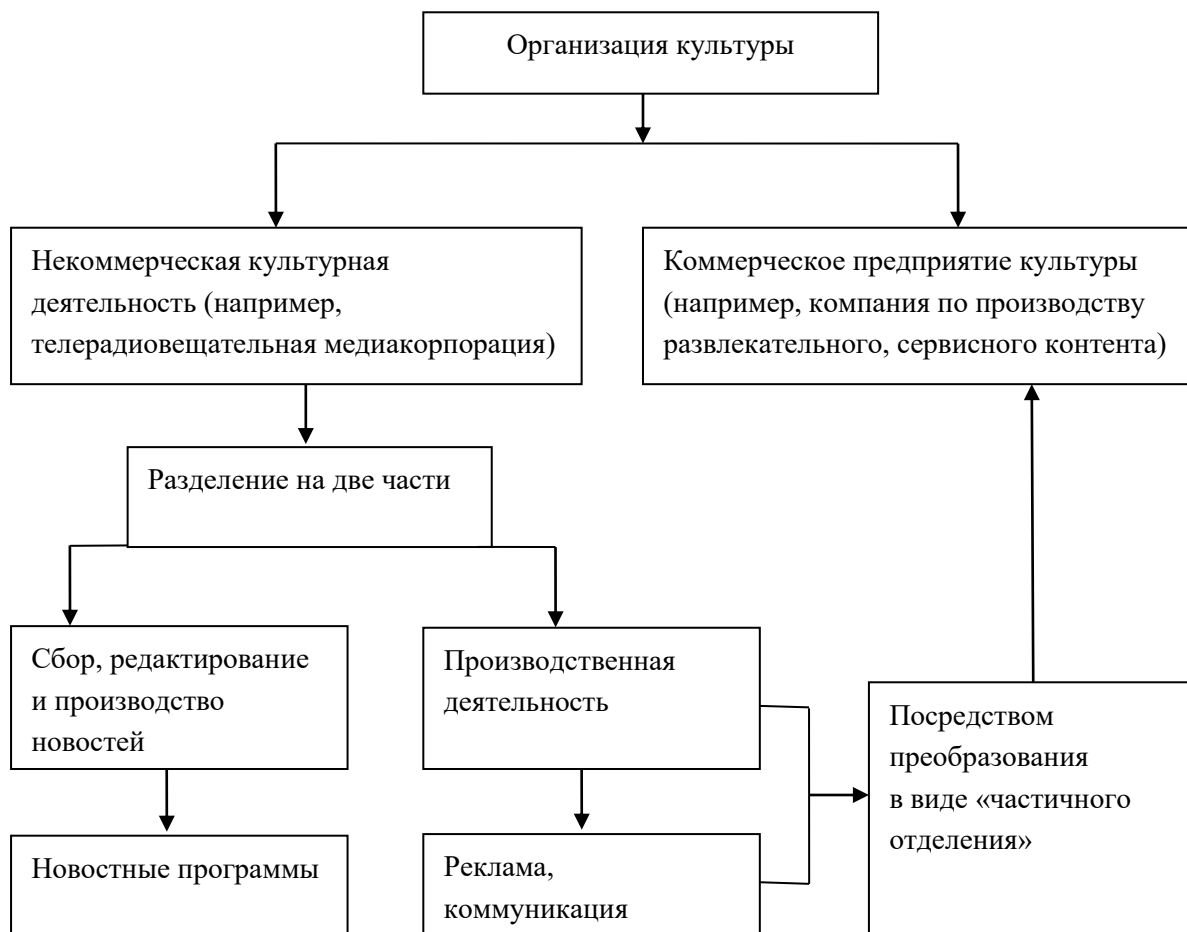 Организация культуры
Некоммерческая культурная
деятельность (например,
телерадиовещательная медиакорпорация)
Коммерческое предприятие культуры
(например, компания по производству
развлекательного, сервисного контента)
Разделение на две части
Сбор, редактирование
и производство
новостей
Производственная
деятельность
Посредством
преобразования
в виде «частичного
отделения»
Новостные программы
Реклама,
коммуникация